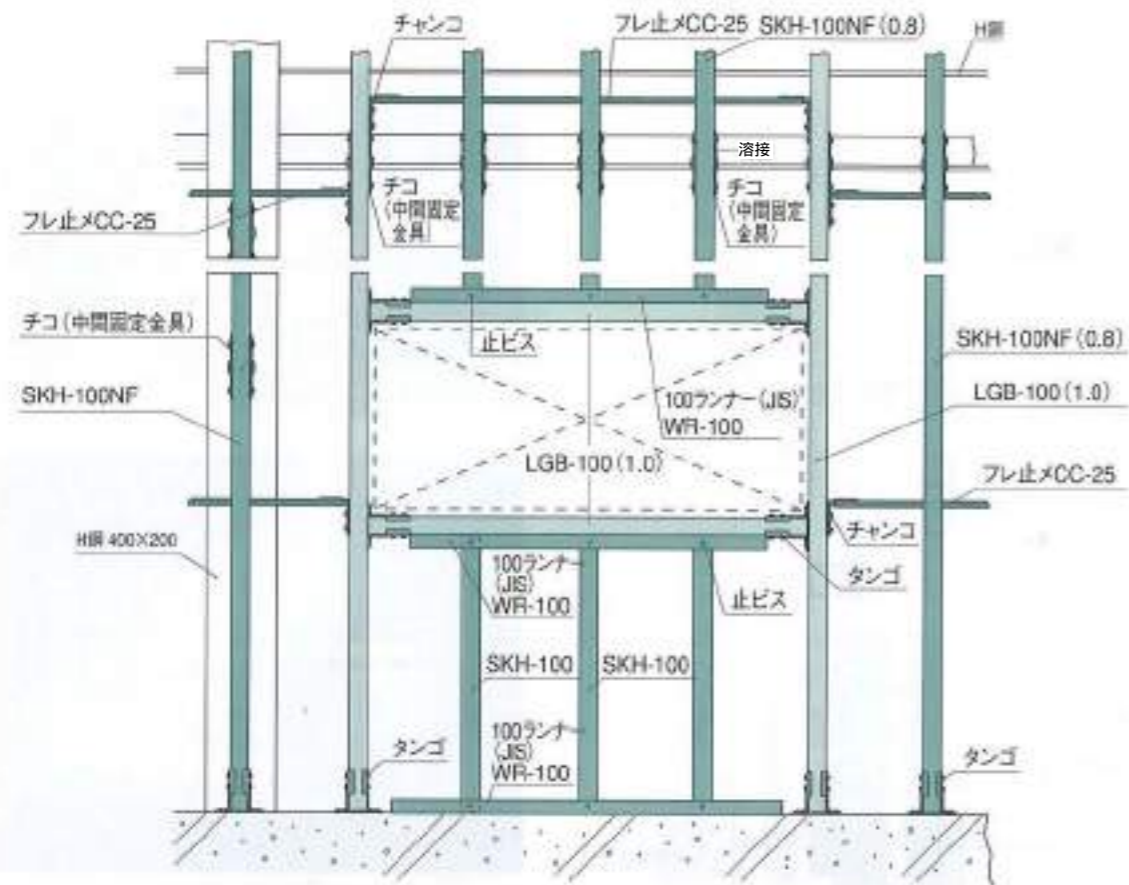 チャンコ
フレ止メCC-25
SKH-100NF(0.8)
H鋼
溶接
チコ
(中間固定
金具)
チコ
(中間固定
金具)
フレ止メCC-25
チコ(中間固定金具)
止ビス
SKH-100NF(0.8)
SKH-100NF
100ランナー(JIS)
WR-100
LGB-100(1.0)
LGB-100(1.0)
フレ止メCC-25
H鋼 400×200
チャンコ
100ランナー
(JIS)
WR-100
タンゴ
止ビス
SKH-100
SKH-100
100ランナー
(JIS)
WR-100
タンゴ
タンゴ